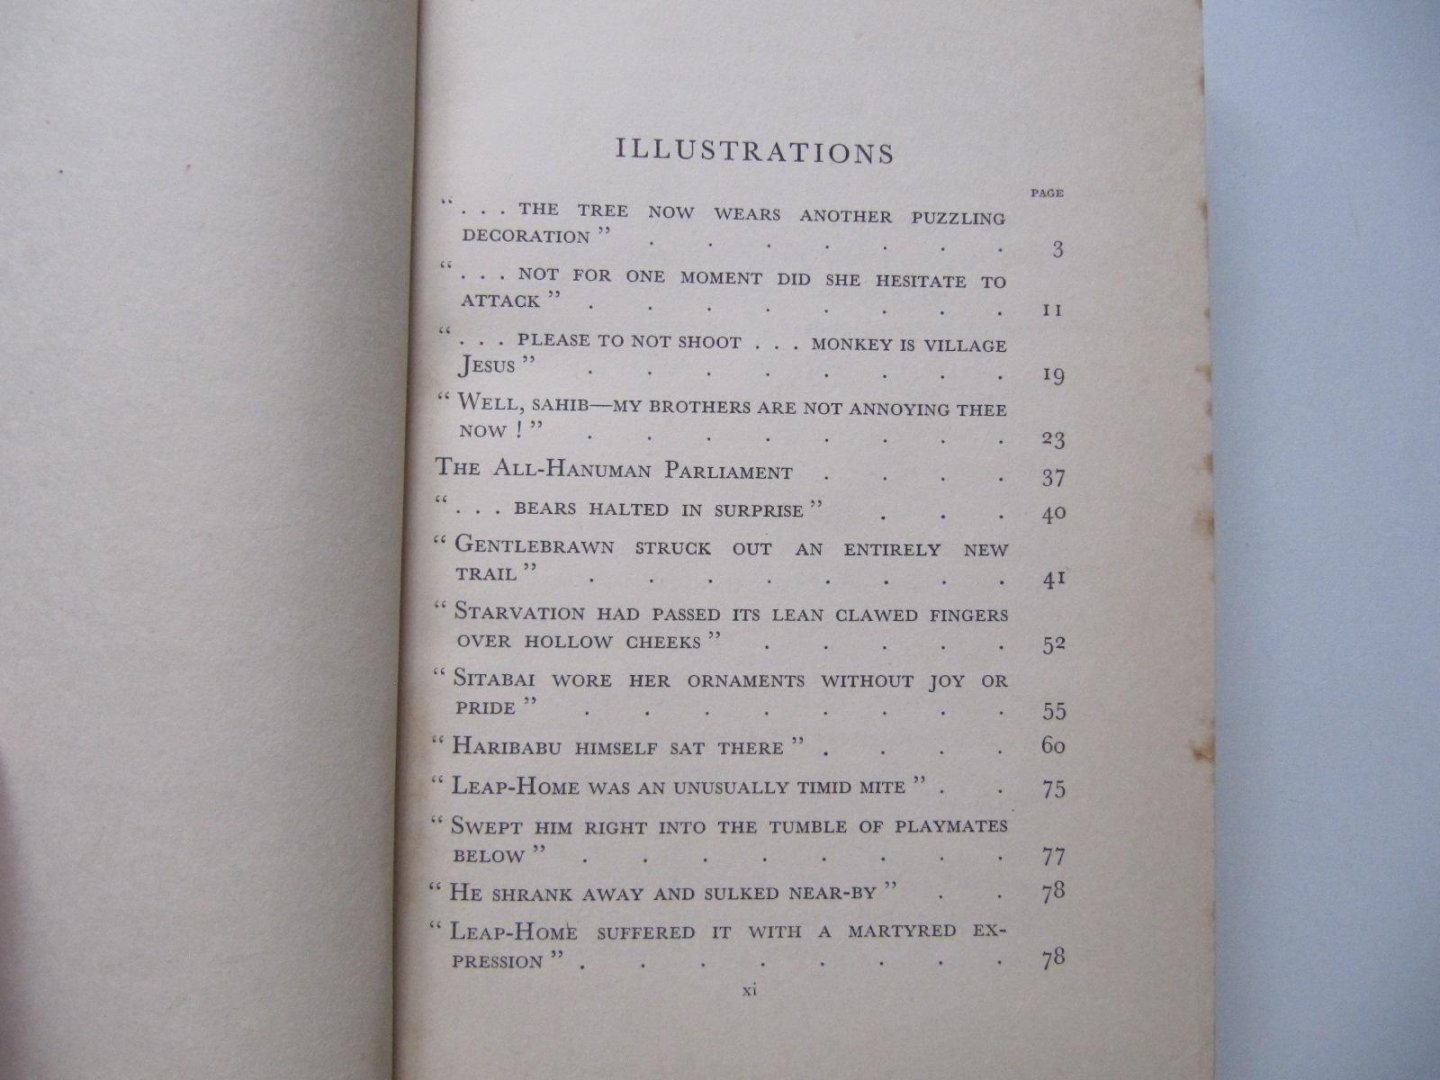 ILLUSTRATIONS
PAGE
“ . . . THE TREE NOW WEARS ANOTHER PUZZLING
DECORATION ” . . . . . . . 3
“ . . . NOT FOR ONE MOMENT DID SHE HESITATE TO
ATTACK ” . . . . . . . . 11
“ . . . PLEASE TO NOT SHOOT . . . MONKEY IS VILLAGE
JESUS ” . . . . . . . . 19
“ WELL, SAHIB—MY BROTHERS ARE NOT ANNOYING THEE
NOW ! ” . . . . . . . . 23
THE ALL-HANUMAN PARLIAMENT . . . . 37
“ . . . BEARS HALTED IN SURPRISE ” . . . 40
“ GENTLEBRAWN STRUCK OUT AN ENTIRELY NEW
TRAIL ” . . . . . . . . 41
“ STARVATION HAD PASSED ITS LEAN CLAWED FINGERS
OVER HOLLOW CHEEKS ” . . . . . 52
“ SITABAI WORE HER ORNAMENTS WITHOUT JOY OR
PRIDE ” . . . . . . . . 55
“ HARIBABU HIMSELF SAT THERE ” . . . . 60
“ LEAP-HOME WAS AN UNUSUALLY TIMID MITE ” . . 75
“ SWEPT HIM RIGHT INTO THE TUMBLE OF PLAYMATES
BELOW ” . . . . . . . . 77
“ HE SHRANK AWAY AND SULKED NEAR-BY ” . . 78
“ LEAP-HOME SUFFERED IT WITH A MARTYRED EX-
PRESSION ” . . . . . . . . 78
xi